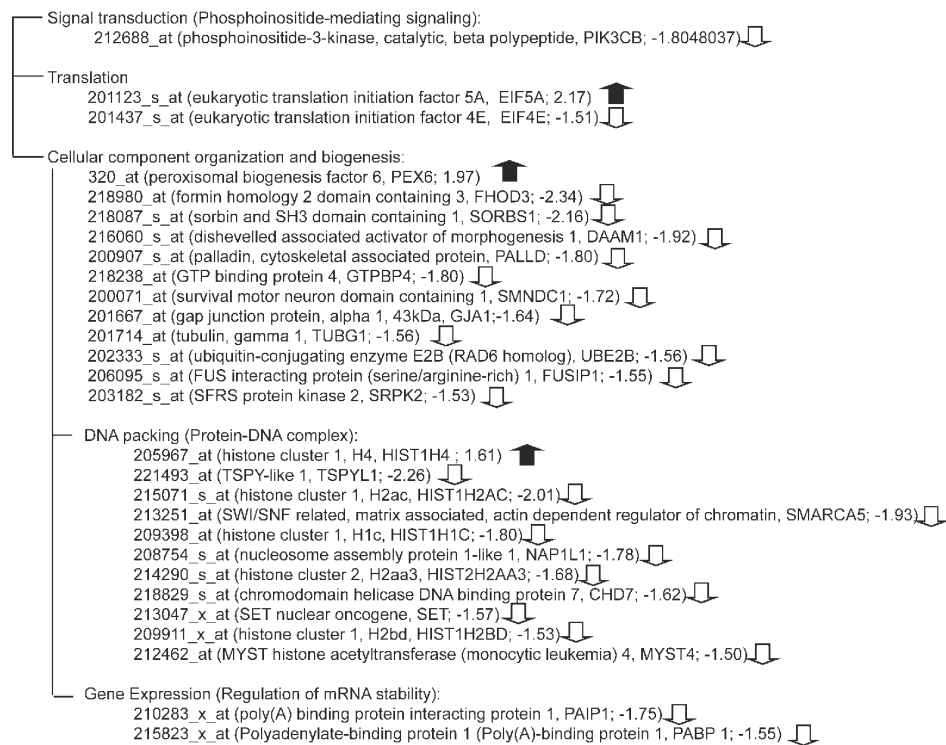 Signal transduction (Phosphoinositide-mediating signaling):
212688_at (phosphoinositide-3-kinase, catalytic, beta polypeptide, PIK3CB; -1.8048037)
Translation
201123_s_at (eukaryotic translation initiation factor 5A, EIF5A; 2.17)
201437_s_at (eukaryotic translation initiation factor 4E, EIF4E; -1.51)
Cellular component organization and biogenesis:
320_at (peroxisomal biogenesis factor 6, PEX6; 1.97)
218980_at (formin homology 2 domain containing 3, FHOD3; -2.34)
218087_s_at (sorbin and SH3 domain containing 1, SORBS1; -2.16)
216060_s_at (dishevelled associated activator of morphogenesis 1, DAAM1; -1.92)
200907_s_at (palladin, cytoskeletal associated protein, PALLD; -1.80)
218238_at (GTP binding protein 4, GTPBP4; -1.80)
200071_at (survival motor neuron domain containing 1, SMNDC1; -1.72)
201667_at (gap junction protein, alpha 1, 43kDa, GJA1;-1.64)
201714_at (tubulin, gamma 1, TUBG1; -1.56)
202333_s_at (ubiquitin-conjugating enzyme E2B (RAD6 homolog), UBE2B; -1.56)
206095_s_at (FUS interacting protein (serine/arginine-rich) 1, FUSIP1; -1.55)
203182_s_at (SFRS protein kinase 2, SRPK2; -1.53)
DNA packing (Protein-DNA complex):
205967_at (histone cluster 1, H4, HIST1H4 ; 1.61)
221493_at (TSPY-like 1, TSPYL1; -2.26)
215071_s_at (histone cluster 1, H2ac, HIST1H2AC; -2.01)
213251_at (SWI/SNF related, matrix associated, actin dependent regulator of chromatin, SMARCA5; -1.93)
209398_at (histone cluster 1, H1c, HIST1H1C; -1.80)
208754_s_at (nucleosome assembly protein 1-like 1, NAP1L1; -1.78)
214290_s_at (histone cluster 2, H2aa3, HIST2H2AA3; -1.68)
218829_s_at (chromodomain helicase DNA binding protein 7, CHD7; -1.62)
213047_x_at (SET nuclear oncogene, SET; -1.57)
209911_x_at (histone cluster 1, H2bd, HIST1H2BD; -1.53)
212462_at (MYST histone acetyltransferase (monocytic leukemia) 4, MYST4; -1.50)
Gene Expression (Regulation of mRNA stability):
210283_x_at (poly(A) binding protein interacting protein 1, PAIP1; -1.75)
215823_x_at (Polyadenylate-binding protein 1 (Poly(A)-binding protein 1, PABP 1; -1.55)